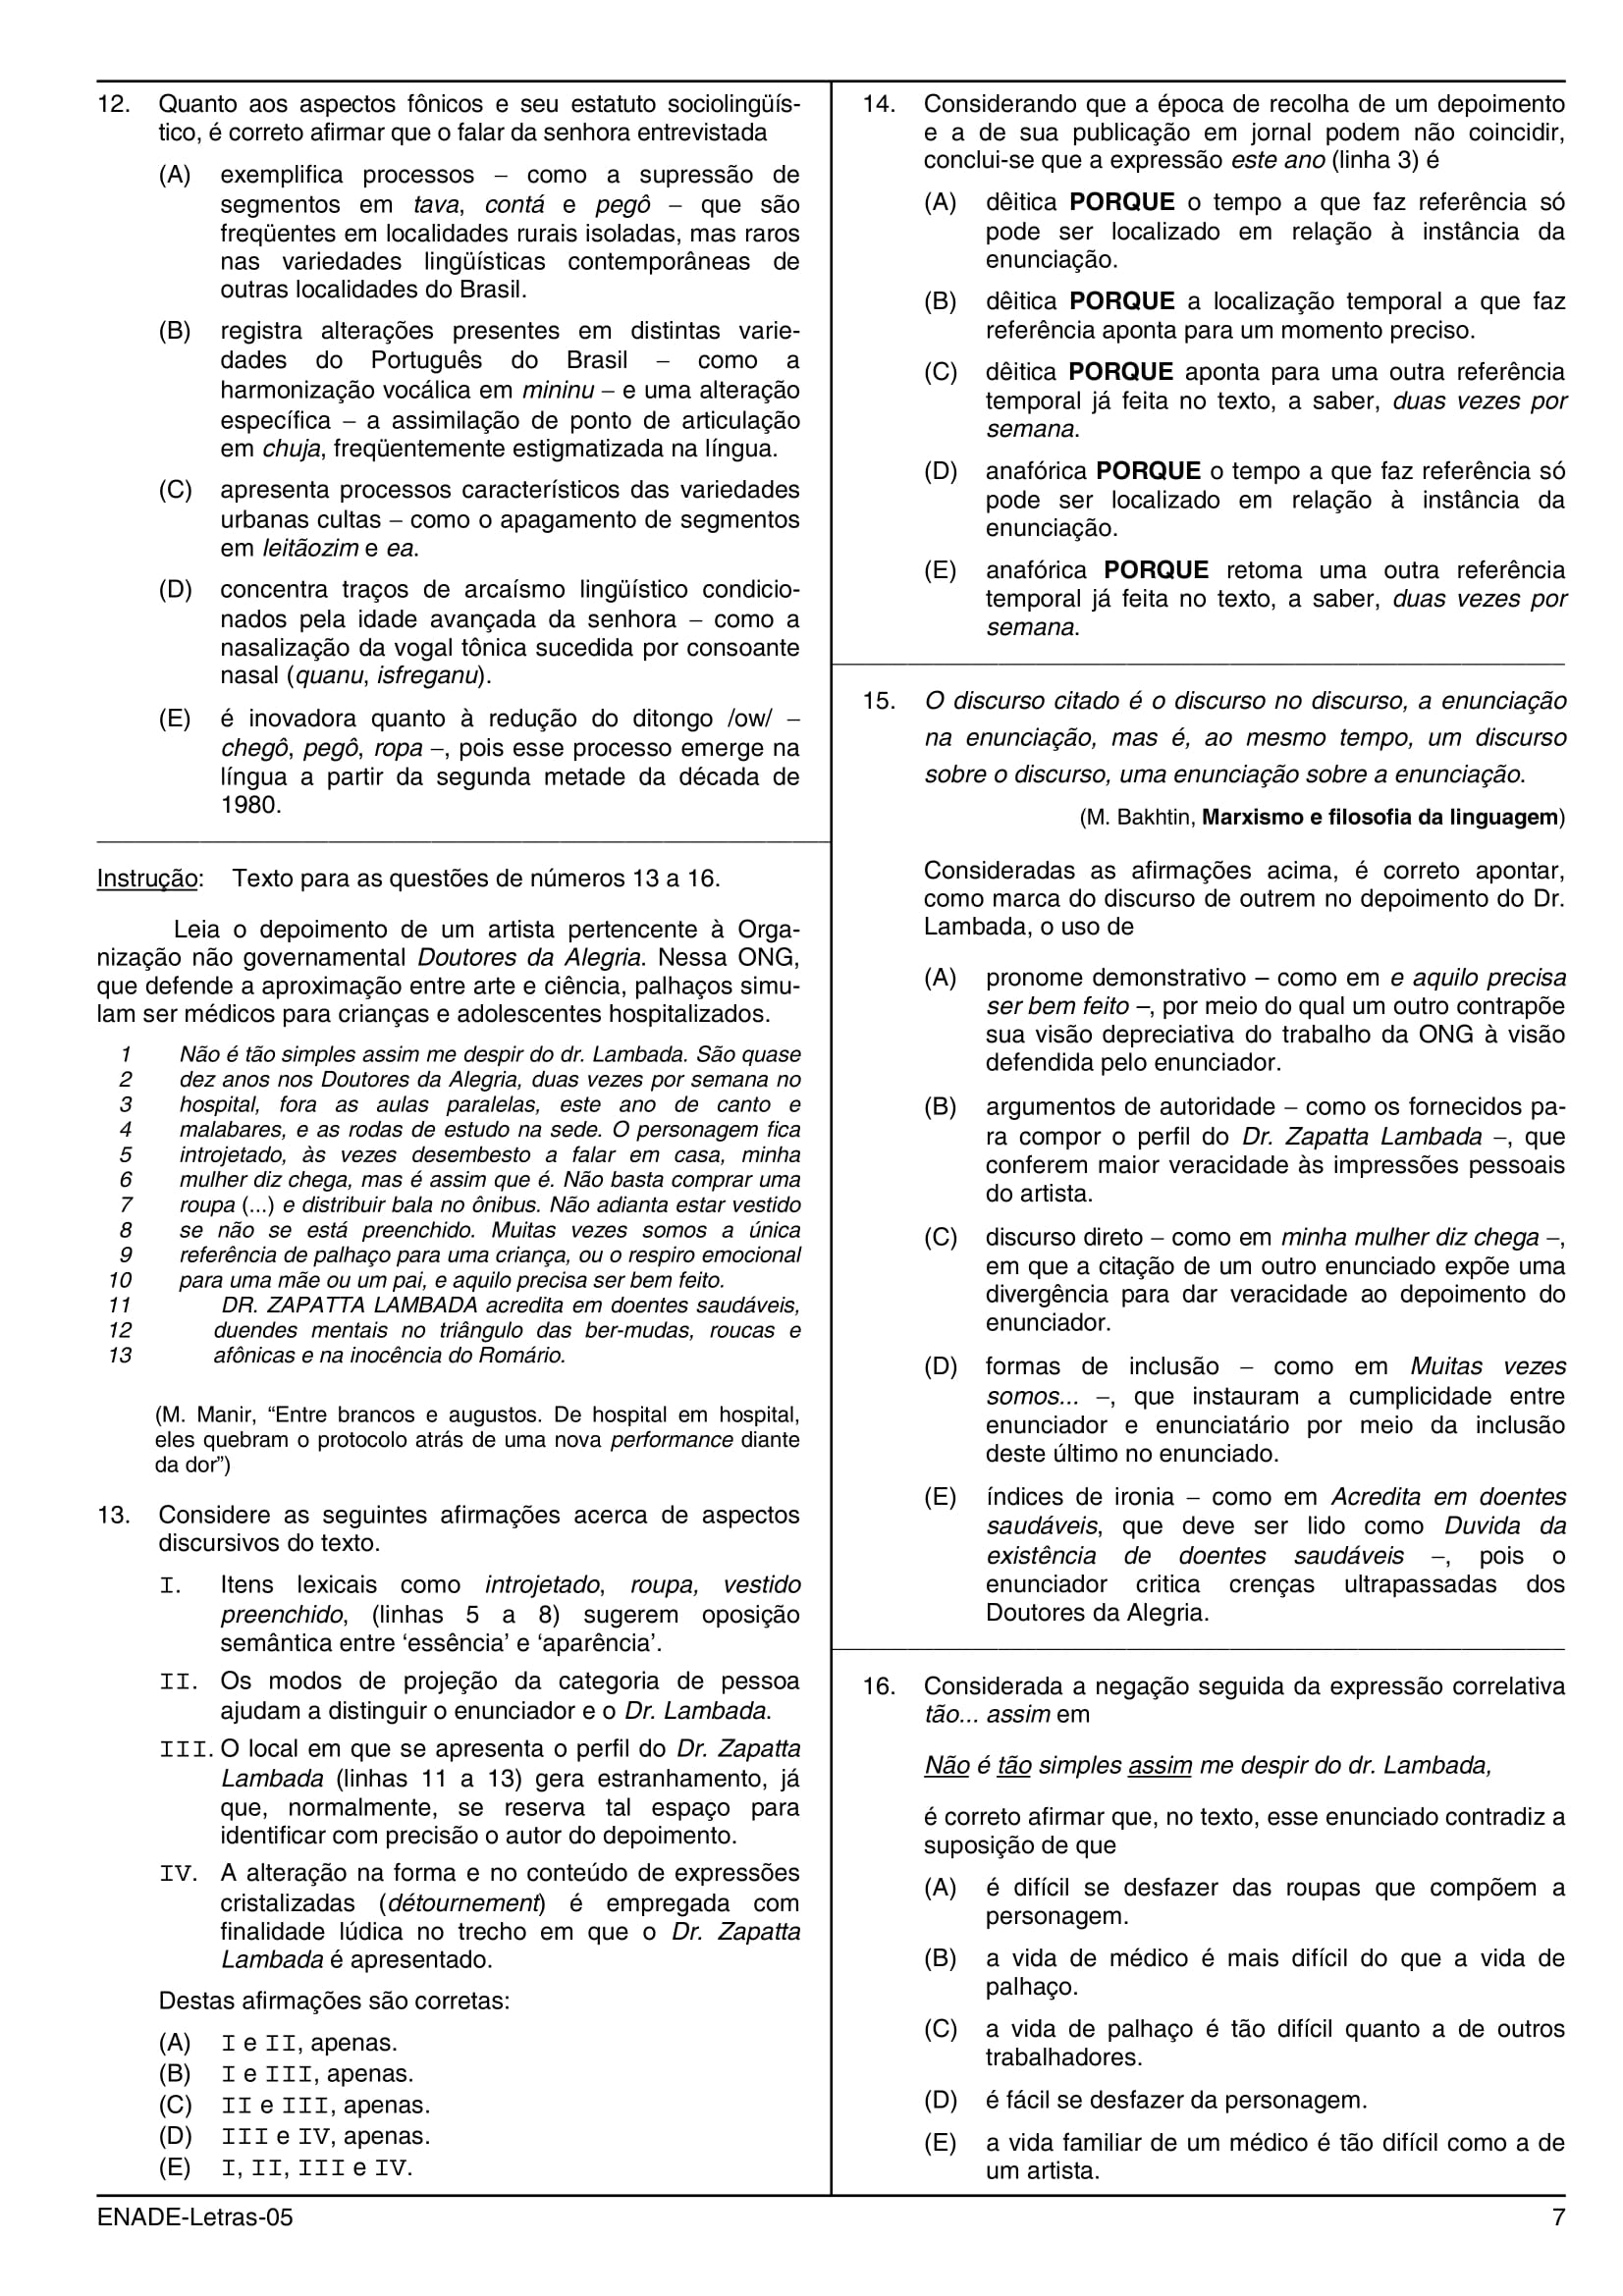 12. Quanto aos aspectos fônicos e seu estatuto sociolingüís-
tico, é correto afirmar que o falar da senhora entrevistada
(A) exemplifica processos – como a supressão de
segmentos em tava, contá e pegô – que são
freqüentes em localidades rurais isoladas, mas raros
nas variedades lingüísticas contemporâneas de
outras localidades do Brasil.
(B) registra alterações presentes em distintas varie-
dades do Português do Brasil – como a
harmonização vocálica em mininu – e uma alteração
específica – a assimilação de ponto de articulação
em chuja, freqüentemente estigmatizada na língua.
(C) apresenta processos característicos das variedades
urbanas cultas – como o apagamento de segmentos
em leitãozim e ea.
(D) concentra traços de arcaísmo lingüístico condicio-
nados pela idade avançada da senhora – como a
nasalização da vogal tônica sucedida por consoante
nasal (quanu, isfreganu).
(E) é inovadora quanto à redução do ditongo /ow/ –
chegô, pegô, ropa –, pois esse processo emerge na
língua a partir da segunda metade da década de
1980.
Instrução: Texto para as questões de números 13 a 16.
Leia o depoimento de um artista pertencente à Orga-
nização não governamental Doutores da Alegria. Nessa ONG,
que defende a aproximação entre arte e ciência, palhaços simu-
lam ser médicos para crianças e adolescentes hospitalizados.
1 Não é tão simples assim me despir do dr. Lambada. São quase
2 dez anos nos Doutores da Alegria, duas vezes por semana no
3 hospital, fora as aulas paralelas, este ano de canto e
4 malabares, e as rodas de estudo na sede. O personagem fica
5 introjetado, às vezes desembesto a falar em casa, minha
6 mulher diz chega, mas é assim que é. Não basta comprar uma
7 roupa (...) e distribuir bala no ônibus. Não adianta estar vestido
8 se não se está preenchido. Muitas vezes somos a única
9 referência de palhaço para uma criança, ou o respiro emocional
10 para uma mãe ou um pai, e aquilo precisa ser bem feito.
11 DR. ZAPATTA LAMBADA acredita em doentes saudáveis,
12 duendes mentais no triângulo das ber-mudas, roucas e
13 afônicas e na inocência do Romário.
(M. Manir, “Entre brancos e augustos. De hospital em hospital,
eles quebram o protocolo atrás de uma nova performance diante
da dor”)
13. Considere as seguintes afirmações acerca de aspectos
discursivos do texto.
I. Itens lexicais como introjetado, roupa, vestido
preenchido, (linhas 5 a 8) sugerem oposição
semântica entre ‘essência’ e ‘aparência’.
II. Os modos de projeção da categoria de pessoa
ajudam a distinguir o enunciador e o Dr. Lambada.
III. O local em que se apresenta o perfil do Dr. Zapatta
Lambada (linhas 11 a 13) gera estranhamento, já
que, normalmente, se reserva tal espaço para
identificar com precisão o autor do depoimento.
IV. A alteração na forma e no conteúdo de expressões
cristalizadas (détournement) é empregada com
finalidade lúdica no trecho em que o Dr. Zapatta
Lambada é apresentado.
Destas afirmações são corretas:
(A) I e II, apenas.
(B) I e III, apenas.
(C) II e III, apenas.
(D) III e IV, apenas.
(E) I, II, III e IV.
14. Considerando que a época de recolha de um depoimento
e a de sua publicação em jornal podem não coincidir,
conclui-se que a expressão este ano (linha 3) é
(A) dêitica PORQUE o tempo a que faz referência só
pode ser localizado em relação à instância da
enunciação.
(B) dêitica PORQUE a localização temporal a que faz
referência aponta para um momento preciso.
(C) dêitica PORQUE aponta para uma outra referência
temporal já feita no texto, a saber, duas vezes por
semana.
(D) anafórica PORQUE o tempo a que faz referência só
pode ser localizado em relação à instância da
enunciação.
(E) anafórica PORQUE retoma uma outra referência
temporal já feita no texto, a saber, duas vezes por
semana.
15. O discurso citado é o discurso no discurso, a enunciação
na enunciação, mas é, ao mesmo tempo, um discurso
sobre o discurso, uma enunciação sobre a enunciação.
(M. Bakhtin, Marxismo e filosofia da linguagem)
Consideradas as afirmações acima, é correto apontar,
como marca do discurso de outrem no depoimento do Dr.
Lambada, o uso de
(A) pronome demonstrativo – como em e aquilo precisa
ser bem feito –, por meio do qual um outro contrapõe
sua visão depreciativa do trabalho da ONG à visão
defendida pelo enunciador.
(B) argumentos de autoridade – como os fornecidos pa-
ra compor o perfil do Dr. Zapatta Lambada –, que
conferem maior veracidade às impressões pessoais
do artista.
(C) discurso direto – como em minha mulher diz chega –,
em que a citação de um outro enunciado expõe uma
divergência para dar veracidade ao depoimento do
enunciador.
(D) formas de inclusão – como em Muitas vezes
somos... –, que instauram a cumplicidade entre
enunciador e enunciatário por meio da inclusão
deste último no enunciado.
(E) índices de ironia – como em Acredita em doentes
saudáveis, que deve ser lido como Duvida da
existência de doentes saudáveis –, pois o
enunciador critica crenças ultrapassadas dos
Doutores da Alegria.
16. Considerada a negação seguida da expressão correlativa
tão... assim em
Não é tão simples assim me despir do dr. Lambada,
é correto afirmar que, no texto, esse enunciado contradiz a
suposição de que
(A) é difícil se desfazer das roupas que compõem a
personagem.
(B) a vida de médico é mais difícil do que a vida de
palhaço.
(C) a vida de palhaço é tão difícil quanto a de outros
trabalhadores.
(D) é fácil se desfazer da personagem.
(E) a vida familiar de um médico é tão difícil como a de
um artista.
ENADE-Letras-05
7